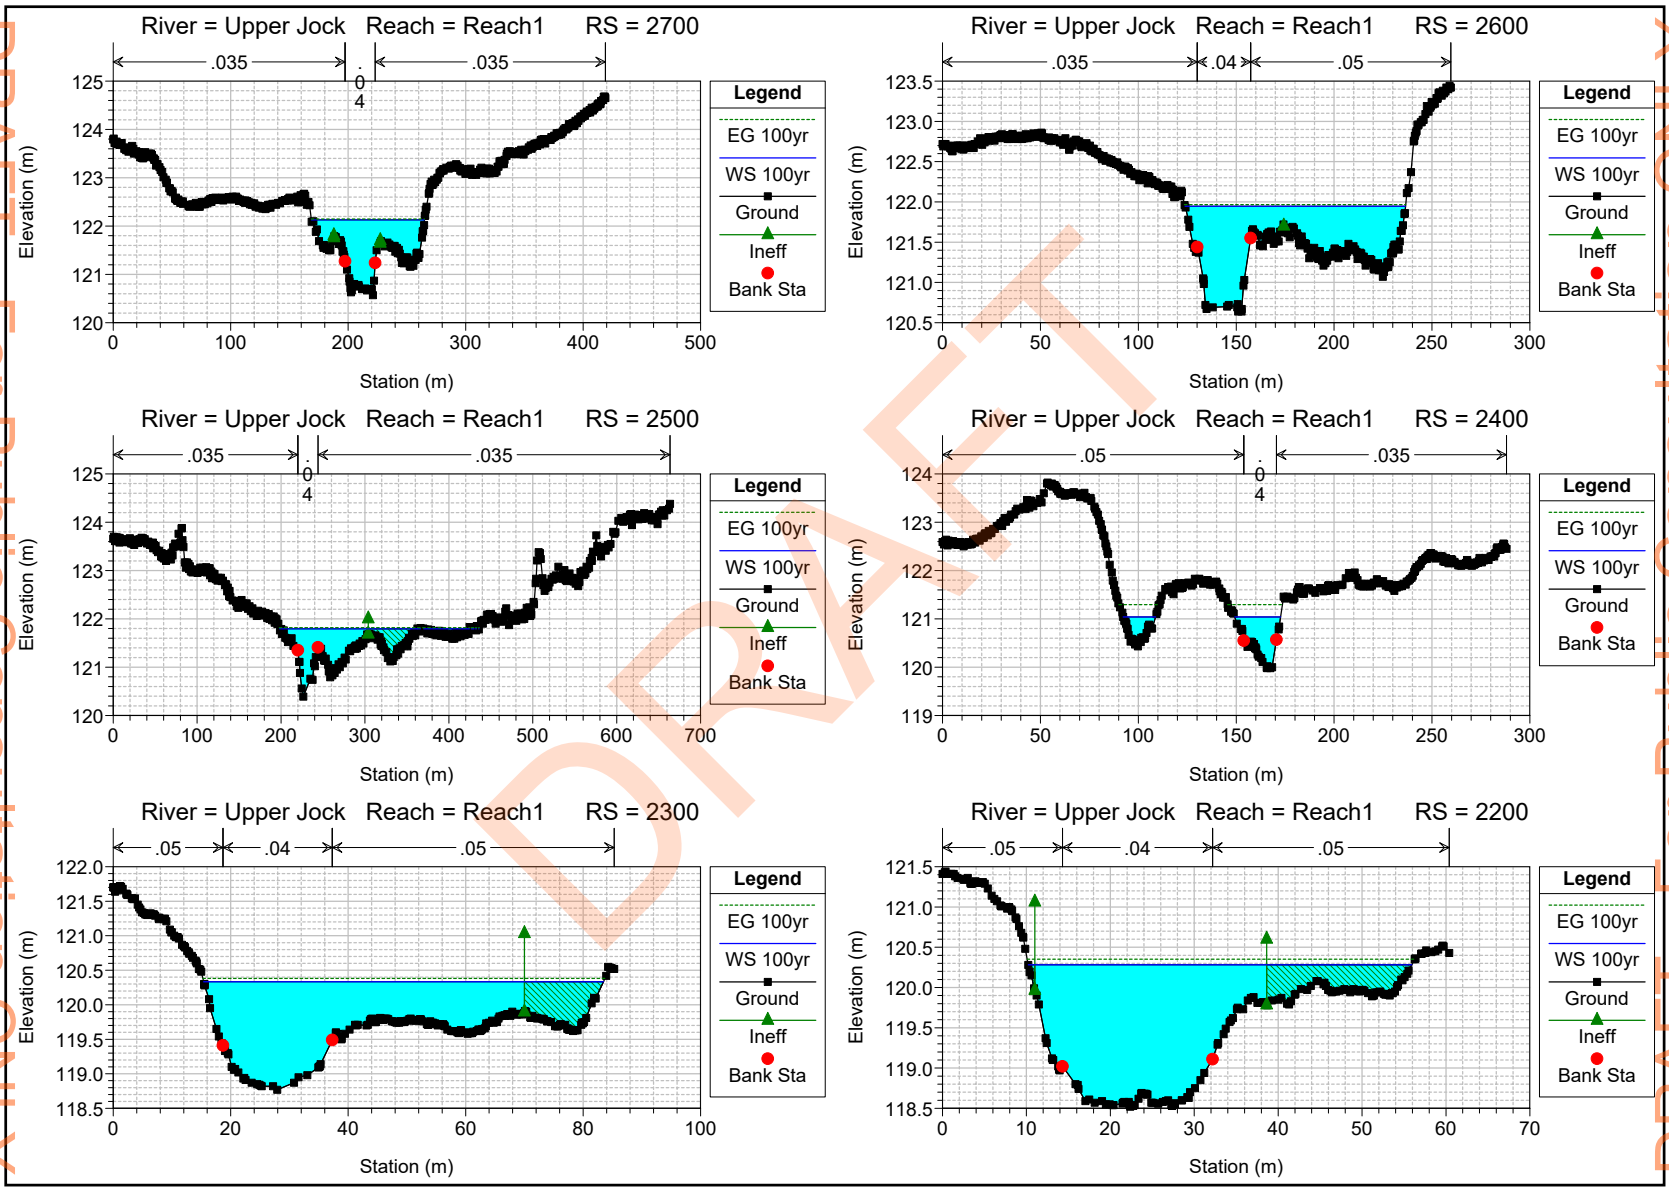 River = Upper Jock Reach = Reach1 RS = 2700
.035 .04 .035
125
124
123
122
121
120
0 100 200 300 400 500
Elevation (m)
Station (m)
Legend
EG 100yr
WS 100yr
Ground
Ineff
Bank Sta
River = Upper Jock Reach = Reach1 RS = 2600
.035 .04 .05
123.5
123.0
122.5
122.0
121.5
121.0
120.5
0 50 100 150 200 250 300
Elevation (m)
Station (m)
Legend
EG 100yr
WS 100yr
Ground
Ineff
Bank Sta
River = Upper Jock Reach = Reach1 RS = 2500
.035 .04 .035
125
124
123
122
121
120
0 100 200 300 400 500 600 700
Elevation (m)
Station (m)
Legend
EG 100yr
WS 100yr
Ground
Ineff
Bank Sta
River = Upper Jock Reach = Reach1 RS = 2400
.05 .04 .035
124
123
122
121
120
119
0 50 100 150 200 250 300
Elevation (m)
Station (m)
Legend
EG 100yr
WS 100yr
Ground
Bank Sta
River = Upper Jock Reach = Reach1 RS = 2300
.05 .04 .05
122.0
121.5
121.0
120.5
120.0
119.5
119.0
118.5
0 20 40 60 80 100
Elevation (m)
Station (m)
Legend
EG 100yr
WS 100yr
Ground
Ineff
Bank Sta
River = Upper Jock Reach = Reach1 RS = 2200
.05 .04 .05
121.5
121.0
120.5
120.0
119.5
119.0
118.5
0 10 20 30 40 50 60 70
Elevation (m)
Station (m)
Legend
EG 100yr
WS 100yr
Ground
Ineff
Bank Sta
DRAFT